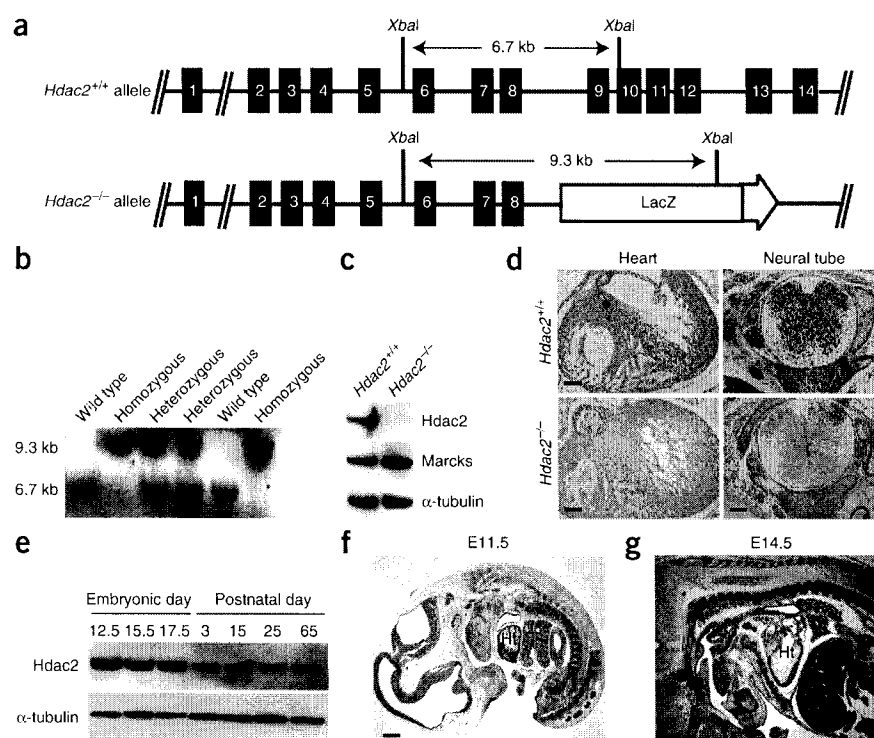 a
XbaI
XbaI
6.7 kb
Hdac2+/+ allele
1 2 3 4 5 6 7 8 9 10 11 12 13 14
XbaI
XbaI
9.3 kb
Hdac2−/− allele
1 2 3 4 5 6 7 8 LacZ
b
Wild type
Homozygous
Heterozygous
Heterozygous
Wild type
Homozygous
9.3 kb
6.7 kb
c
Hdac2+/+
Hdac2−/−
Hdac2
Marcks
α-tubulin
d
Heart
Neural tube
Hdac2+/+
Hdac2−/−
e
Embryonic day
Postnatal day
12.5 15.5 17.5 3 15 25 65
Hdac2
α-tubulin
f
E11.5
Ht
g
E14.5
Ht